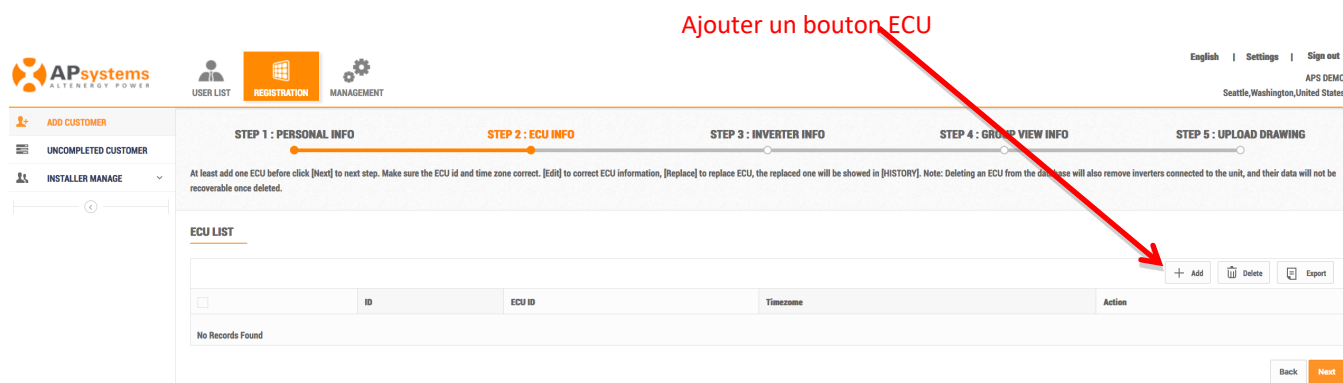 Ajouter un bouton ECU
English | Settings | Sign out
APsystems
ALTENERGY POWER
USER LIST
REGISTRATION
MANAGEMENT
APS DEMO
Seattle,Washington,United States
ADD CUSTOMER
UNCOMPLETED CUSTOMER
INSTALLER MANAGE
STEP 1 : PERSONAL INFO
STEP 2 : ECU INFO
STEP 3 : INVERTER INFO
STEP 4 : GROUP VIEW INFO
STEP 5 : UPLOAD DRAWING
At least add one ECU before click [Next] to next step. Make sure the ECU id and time zone correct. [Edit] to correct ECU information, [Replace] to replace ECU, the replaced one will be showed in [HISTORY]. Note: Deleting an ECU from the database will also remove inverters connected to the unit, and their data will not be
recoverable once deleted.
ECU LIST
+ Add
Delete
Export
ID
ECU ID
Timezome
Action
No Records Found
Back
Next